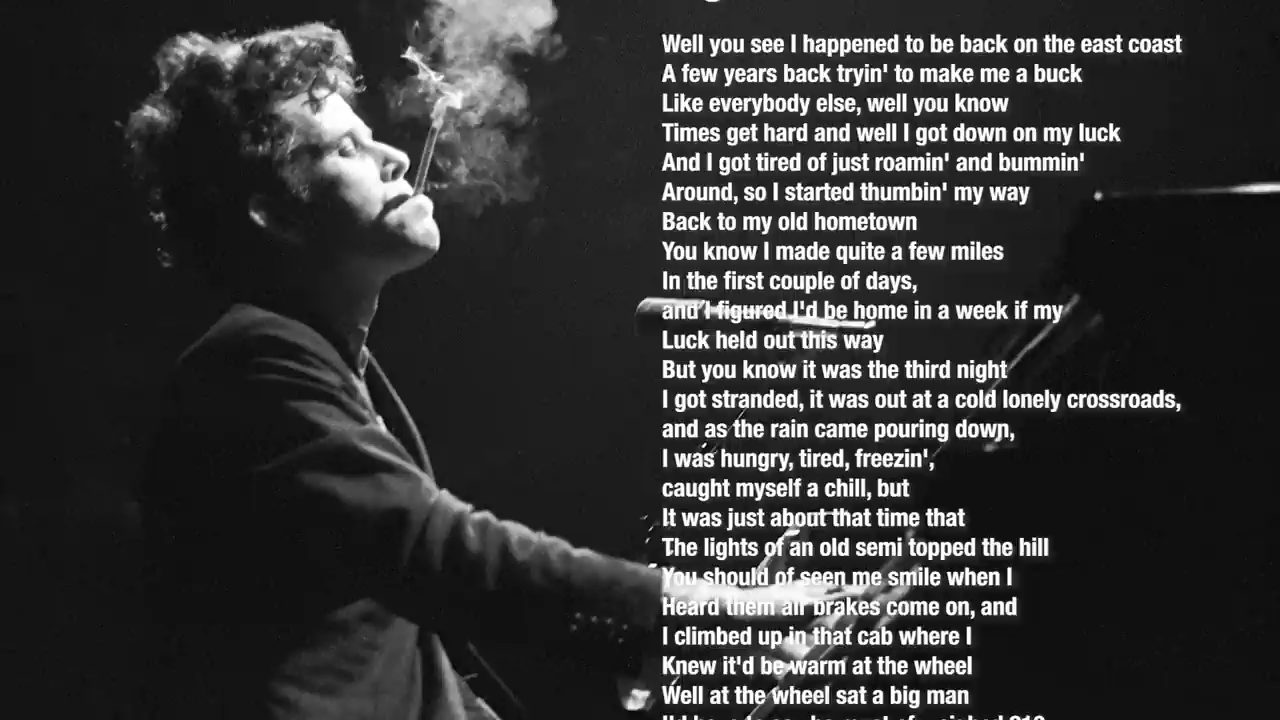 Well you see I happened to be back on the east coast
A few years back tryin' to make me a buck
Like everybody else, well you know
Times get hard and well I got down on my luck
And I got tired of just roamin' and bummin'
Around, so I started thumbin' my way
Back to my old hometown
You know I made quite a few miles
In the first couple of days,
and I figured I'd be home in a week if my
Luck held out this way
But you know it was the third night
I got stranded, it was out at a cold lonely crossroads,
and as the rain came pouring down,
I was hungry, tired, freezin',
caught myself a chill, but
It was just about that time that
The lights of an old semi topped the hill
You should of seen me smile when I
Heard them air brakes come on, and
I climbed up in that cab where I
Knew it'd be warm at the wheel
Well at the wheel sat a big man